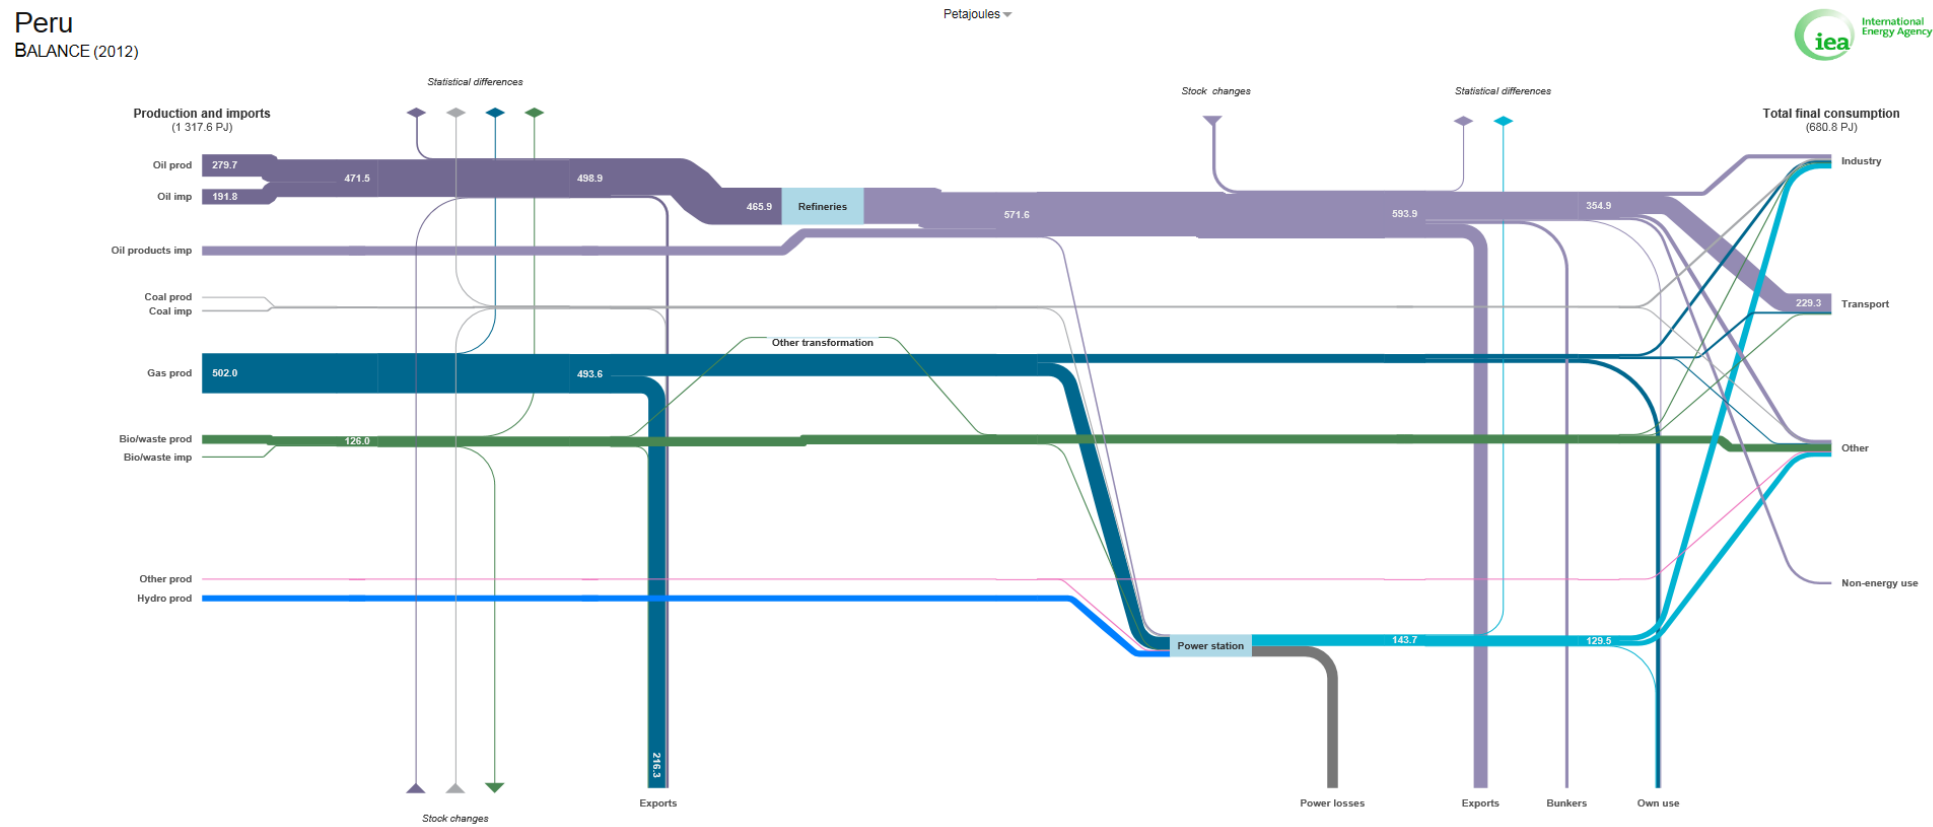 Peru
BALANCE (2012)
Petajoules
iea
International
Energy Agency
Statistical differences
Stock changes
Statistical differences
Production and imports
(1 317.6 PJ)
Total final consumption
(680.8 PJ)
Oil prod
279.7
471.5
498.9
Oil imp
191.8
465.9
Refineries
571.6
593.9
354.9
Industry
Oil products imp
Coal prod
Coal imp
229.3
Transport
Other transformation
Gas prod
502.0
493.6
Bio/waste prod
126.0
Bio/waste imp
Other
Other prod
Hydro prod
Non-energy use
Power station
143.7
129.5
216.3
Exports
Power losses
Exports
Bunkers
Own use
Stock changes